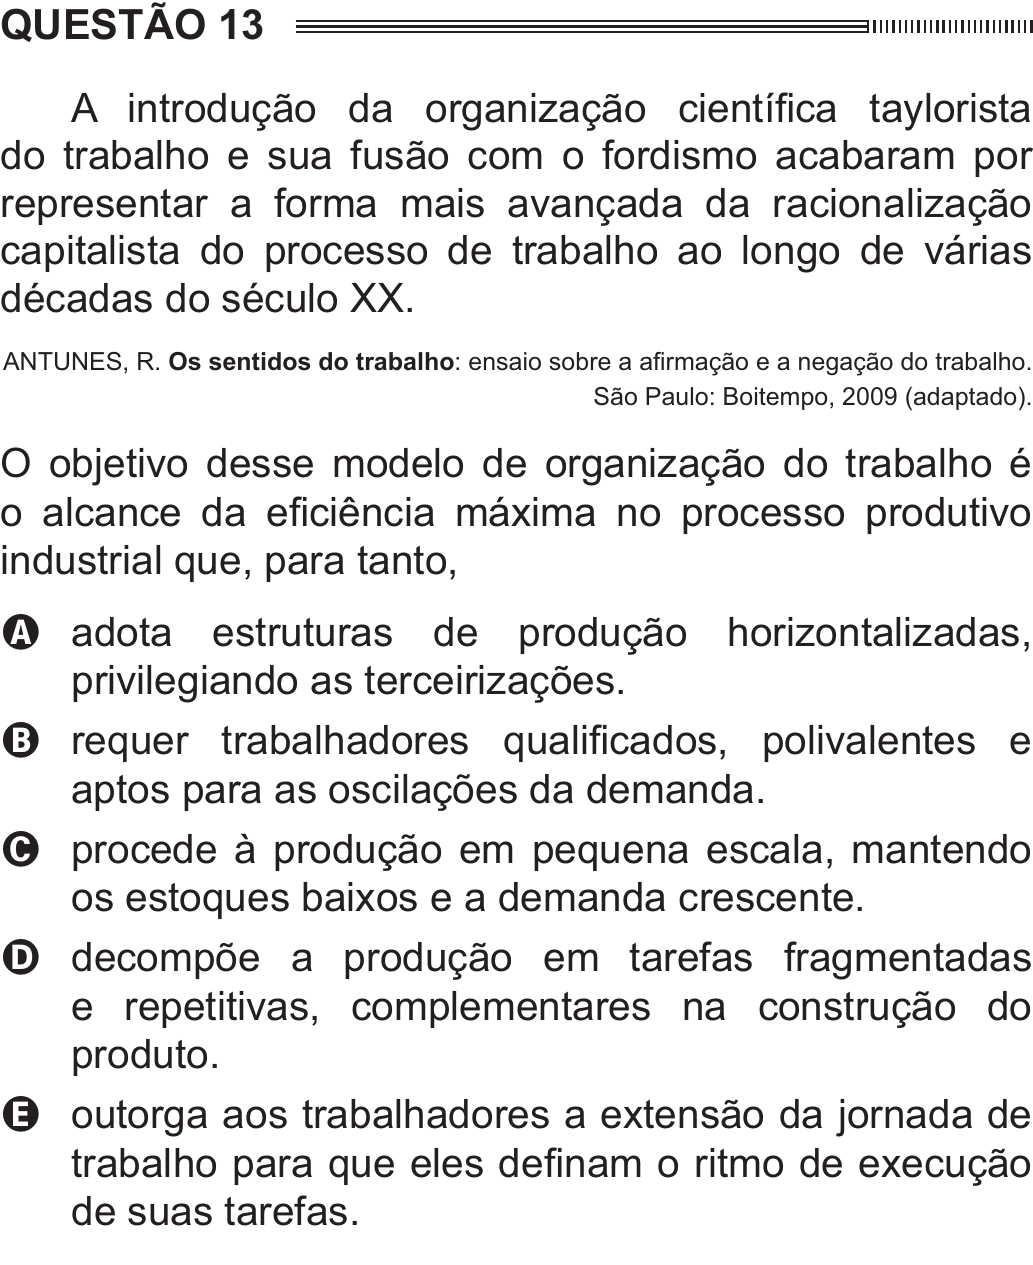 QUESTÃO 13
A introdução da organização científica taylorista
do trabalho e sua fusão com o fordismo acabaram por
representar a forma mais avançada da racionalização
capitalista do processo de trabalho ao longo de várias
décadas do século XX.
ANTUNES, R. Os sentidos do trabalho: ensaio sobre a afirmação e a negação do trabalho.
São Paulo: Boitempo, 2009 (adaptado).
O objetivo desse modelo de organização do trabalho é
o alcance da eficiência máxima no processo produtivo
industrial que, para tanto,
A adota estruturas de produção horizontalizadas,
privilegiando as terceirizações.
B requer trabalhadores qualificados, polivalentes e
aptos para as oscilações da demanda.
C procede à produção em pequena escala, mantendo
os estoques baixos e a demanda crescente.
D decompõe a produção em tarefas fragmentadas
e repetitivas, complementares na construção do
produto.
E outorga aos trabalhadores a extensão da jornada de
trabalho para que eles definam o ritmo de execução
de suas tarefas.